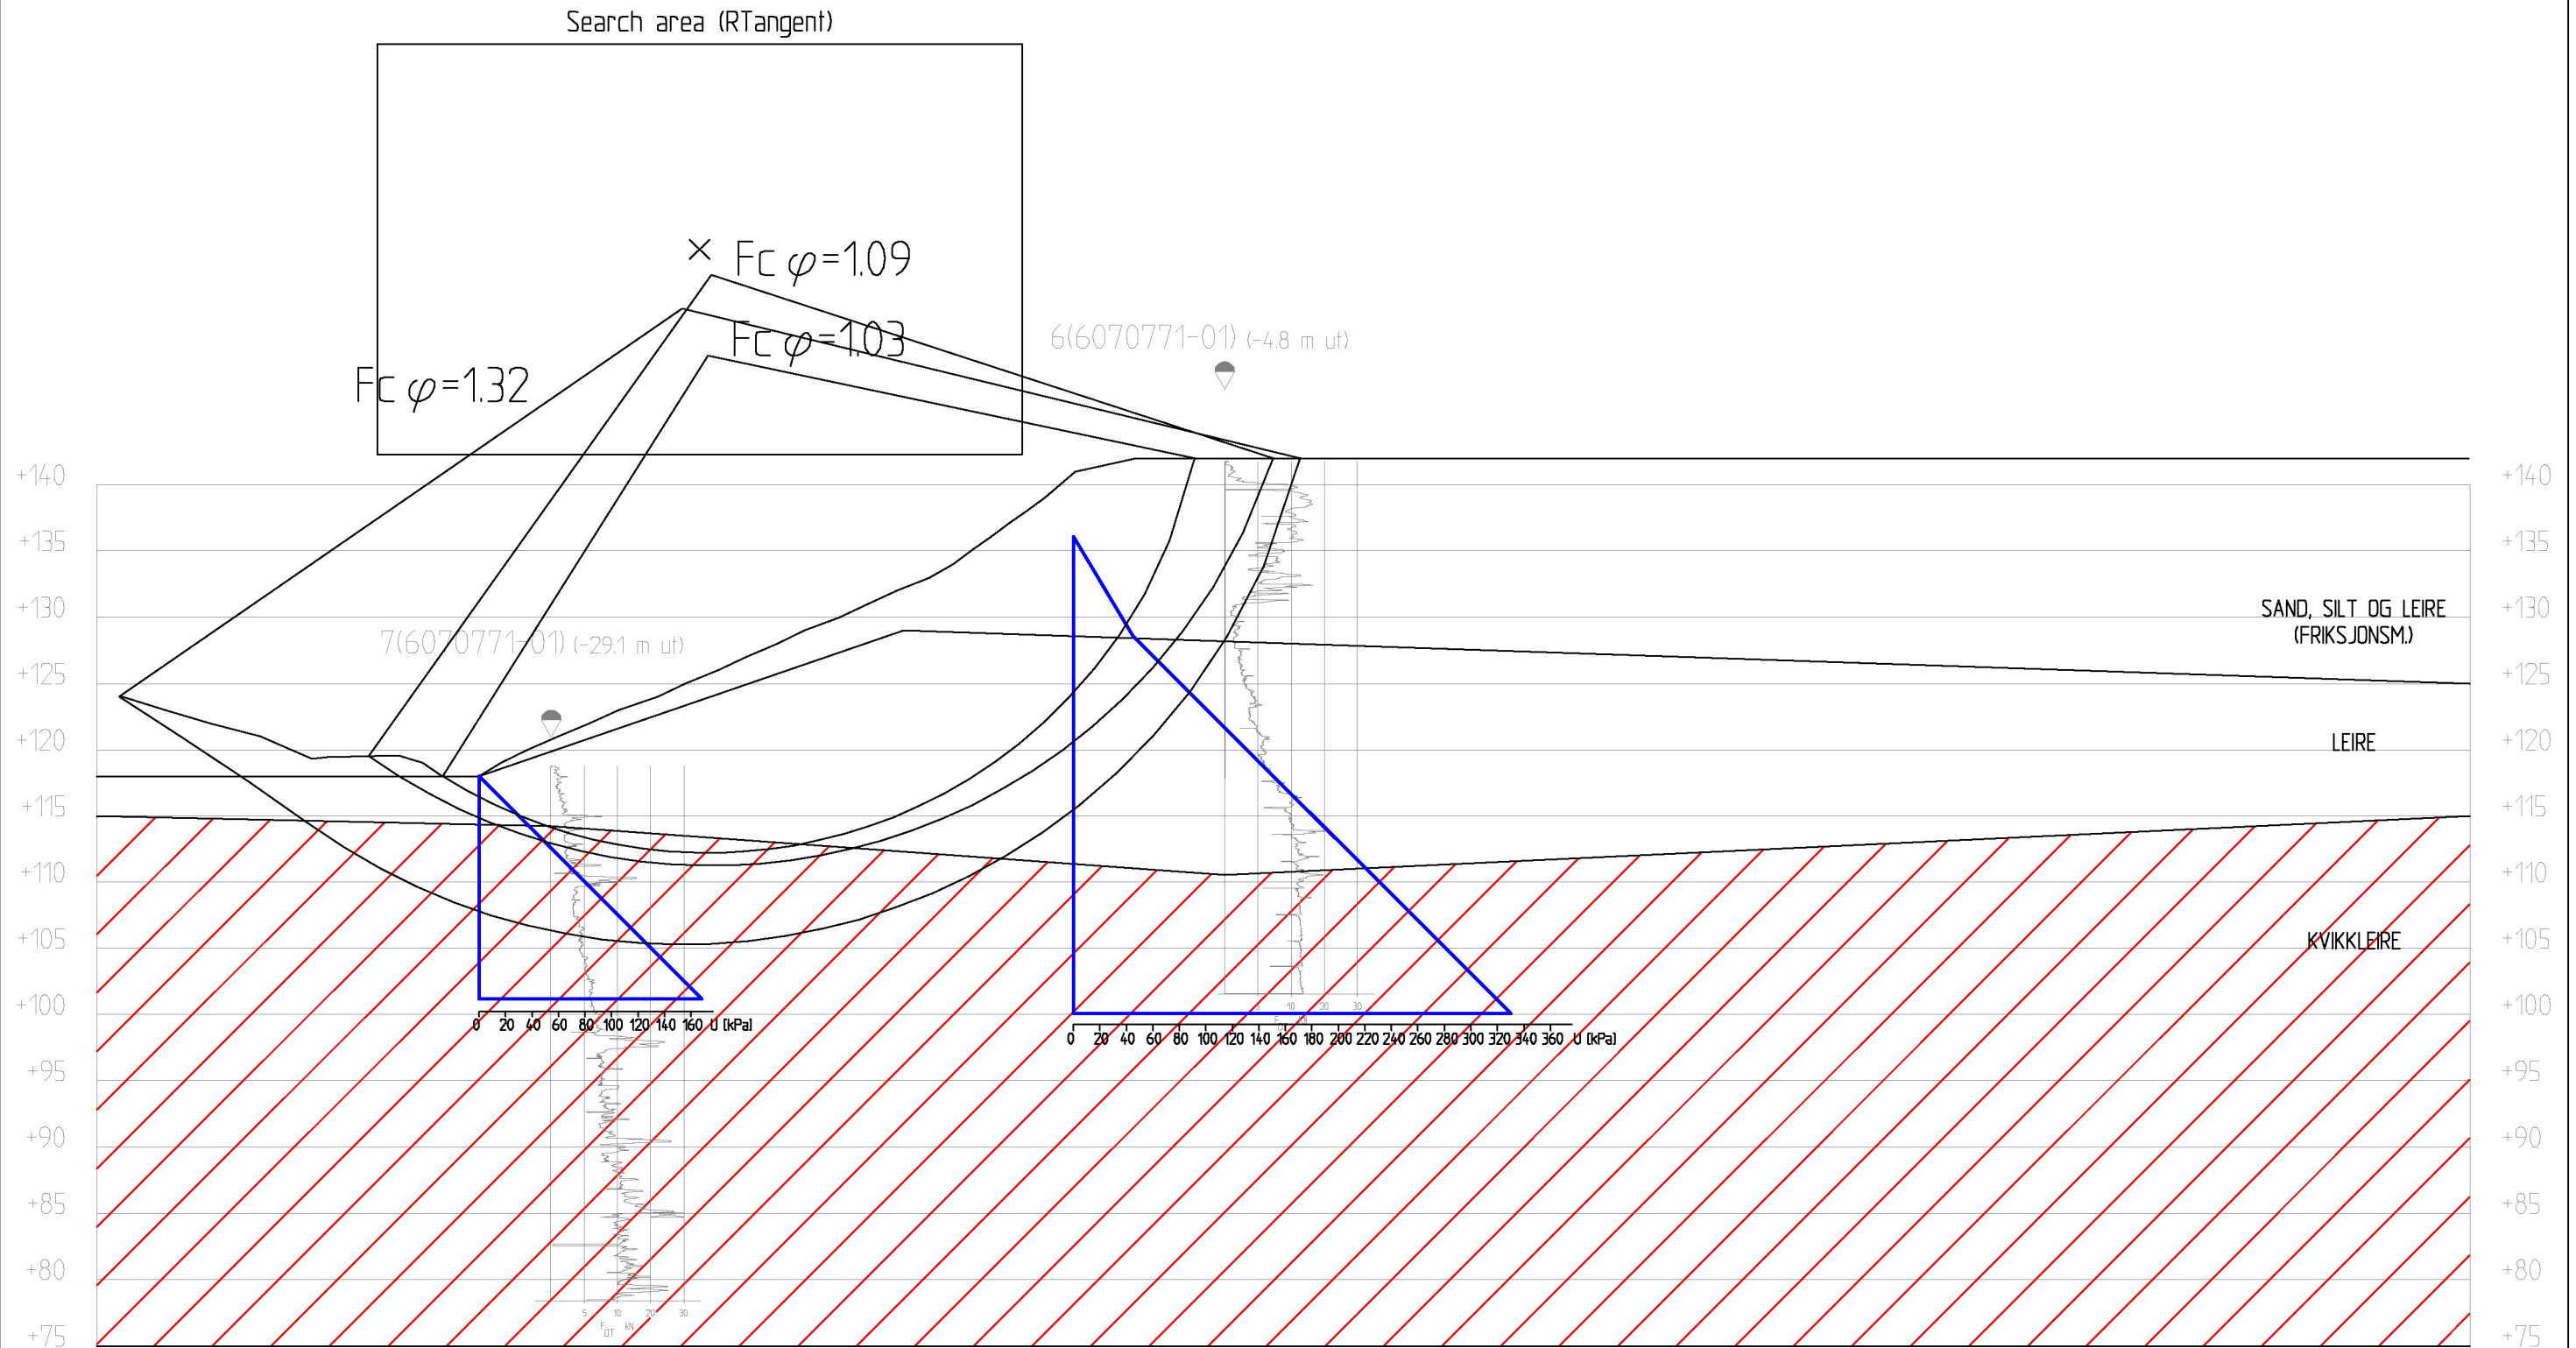 Search area (RTangent)
Fc φ=1.09
Fc φ=1.03
6(6070771-01) (-4.8 m ut)
Fc φ=1.32
+140 +140
+135 +135
+130 SAND, SILT OG LEIRE +130
(FRIKSJONSM.)
7(6070771-01) (-29.1 m ut)
+125 +125
+120 LEIRE +120
+115 +115
+110 +110
+105 KVIKKLEIRE +105
+100 10 20 30 +100
0 20 40 60 80 100 120 140 160 U [kPa]
0 20 40 60 80 100 120 140 160 180 200 220 240 260 280 300 320 340 360 U [kPa]
+95 +95
+90 +90
+85 +85
+80 +80
5 10 20 30
FDT kN
+75 +75